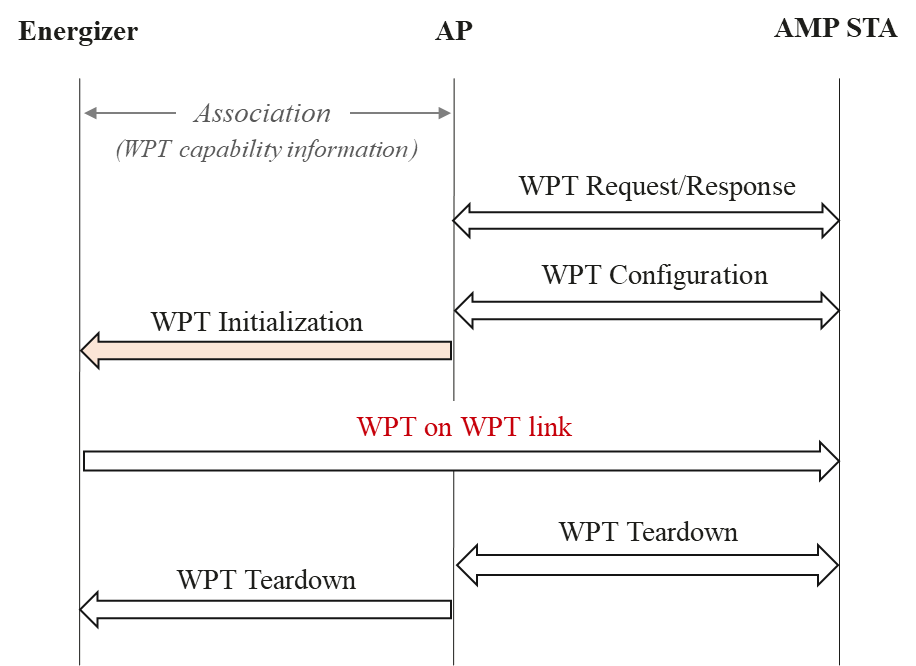 Energizer
AP
AMP STA
Association
(WPT capability information)
WPT Request/Response
WPT Configuration
WPT Initialization
WPT on WPT link
WPT Teardown
WPT Teardown